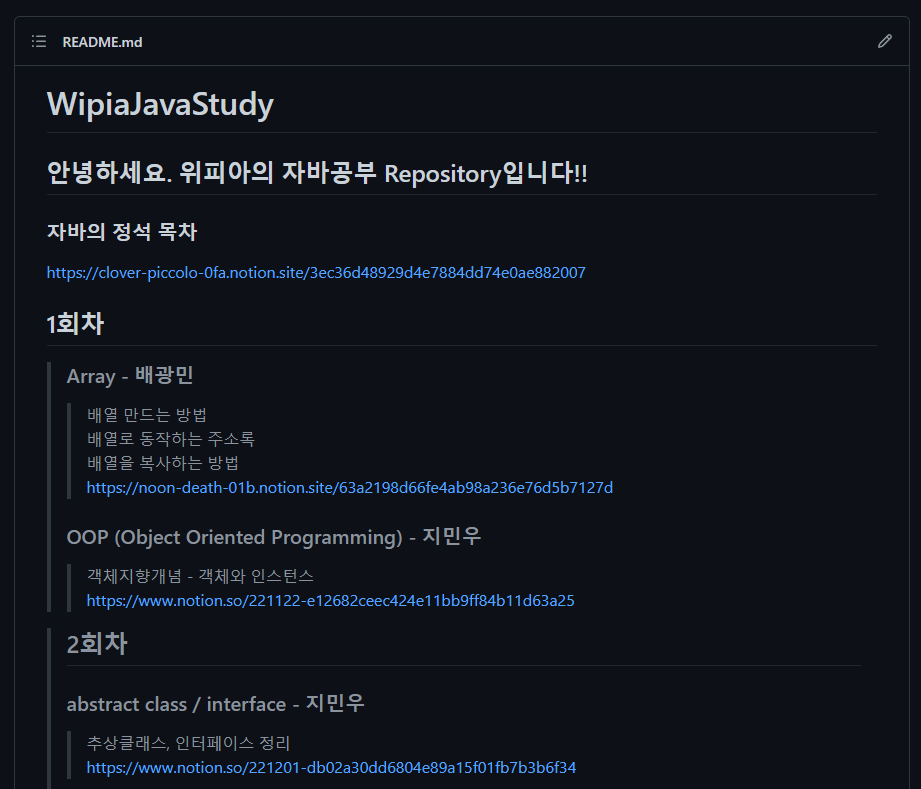 README.md
WipiaJavaStudy
안녕하세요. 위피아의 자바공부 Repository입니다!!
자바의 정석 목차
https://clover-piccolo-0fa.notion.site/3ec36d48929d4e7884dd74e0ae882007
1회차
Array - 배광민
배열 만드는 방법
배열로 동작하는 주소록
배열을 복사하는 방법
https://noon-death-01b.notion.site/63a2198d66fe4ab98a236e76d5b7127d
OOP (Object Oriented Programming) - 지민우
객체지향개념 - 객체와 인스턴스
https://www.notion.so/221122-e12682ceec424e11bb9ff84b11d63a25
2회차
abstract class / interface - 지민우
추상클래스, 인터페이스 정리
https://www.notion.so/221201-db02a30dd6804e89a15f01fb7b3b6f34